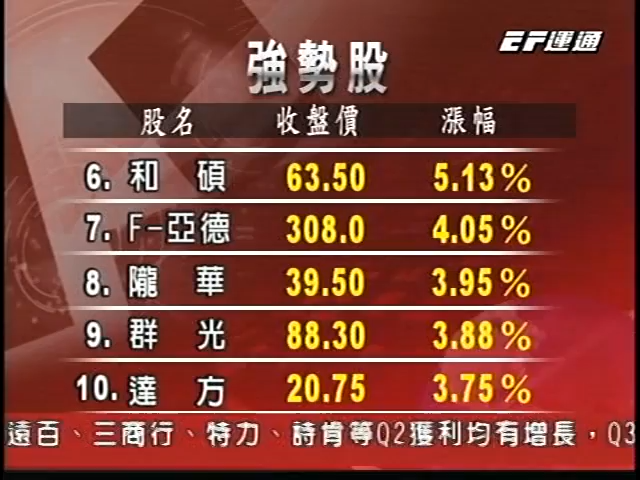 EF運通
強勢股
股名 收盤價 漲幅
6. 和碩 63.50 5.13%
7. F-亞德 308.0 4.05%
8. 隴華 39.50 3.95%
9. 群光 88.30 3.88%
10. 達方 20.75 3.75%
遠百、三商行、特力、詩肯等Q2獲利均有增長，Q3